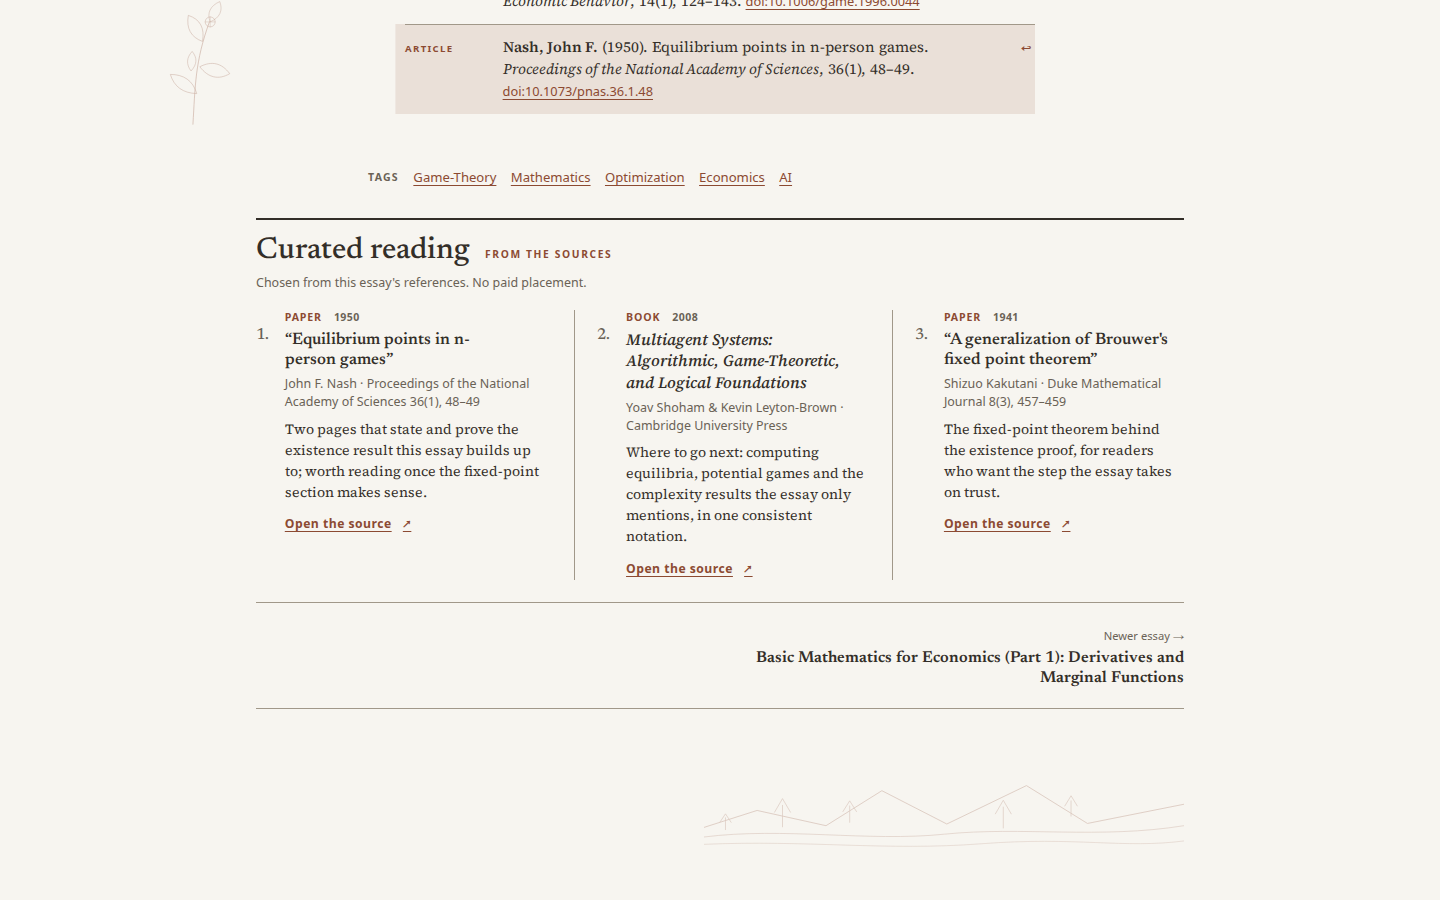 Economic Behavior, 14(1), 124–143. doi:10.1006/game.1996.0044
ARTICLE
Nash, John F. (1950). Equilibrium points in n-person games. ↩
Proceedings of the National Academy of Sciences, 36(1), 48–49.
doi:10.1073/pnas.36.1.48
TAGS Game-Theory Mathematics Optimization Economics AI
Curated reading FROM THE SOURCES
Chosen from this essay's references. No paid placement.
1.
PAPER 1950
“Equilibrium points in n-
person games”
John F. Nash · Proceedings of the National
Academy of Sciences 36(1), 48–49
Two pages that state and prove the
existence result this essay builds up
to; worth reading once the fixed-point
section makes sense.
Open the source ↗
2.
BOOK 2008
Multiagent Systems:
Algorithmic, Game-Theoretic,
and Logical Foundations
Yoav Shoham & Kevin Leyton-Brown ·
Cambridge University Press
Where to go next: computing
equilibria, potential games and the
complexity results the essay only
mentions, in one consistent
notation.
Open the source ↗
3.
PAPER 1941
“A generalization of Brouwer's
fixed point theorem”
Shizuo Kakutani · Duke Mathematical
Journal 8(3), 457–459
The fixed-point theorem behind
the existence proof, for readers
who want the step the essay takes
on trust.
Open the source ↗
Newer essay →
Basic Mathematics for Economics (Part 1): Derivatives and
Marginal Functions